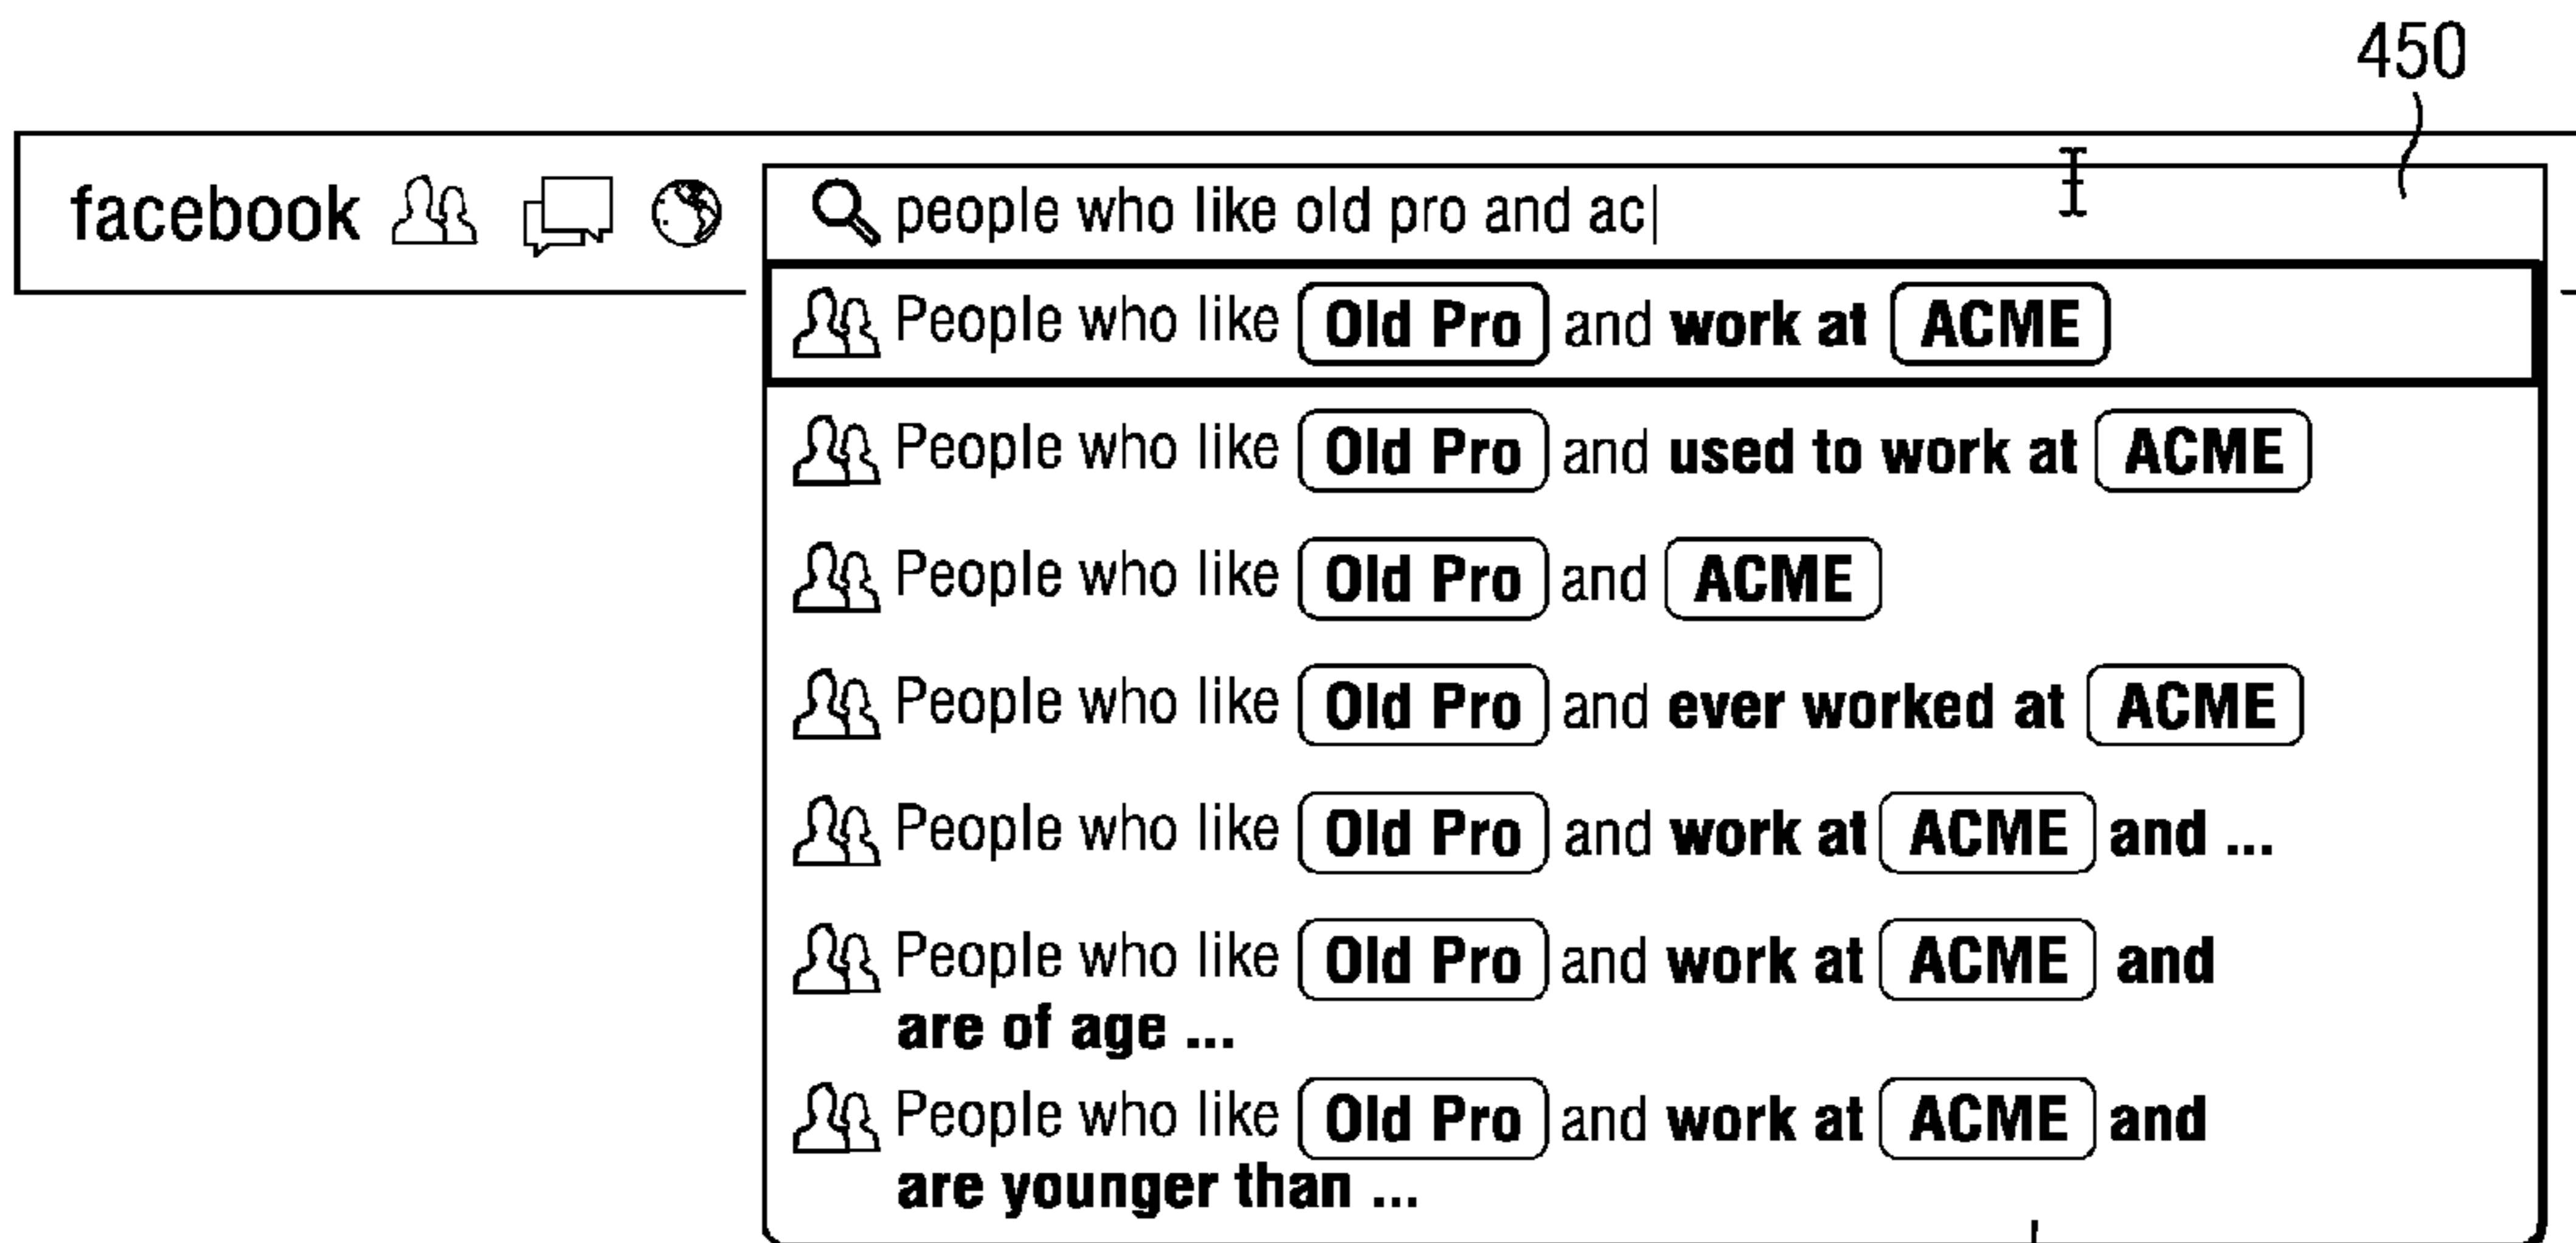 450
facebook
people who like old pro and ac
People who like Old Pro and work at ACME
People who like Old Pro and used to work at ACME
People who like Old Pro and ACME
People who like Old Pro and ever worked at ACME
People who like Old Pro and work at ACME and ...
People who like Old Pro and work at ACME and
are of age ...
People who like Old Pro and work at ACME and
are younger than ...